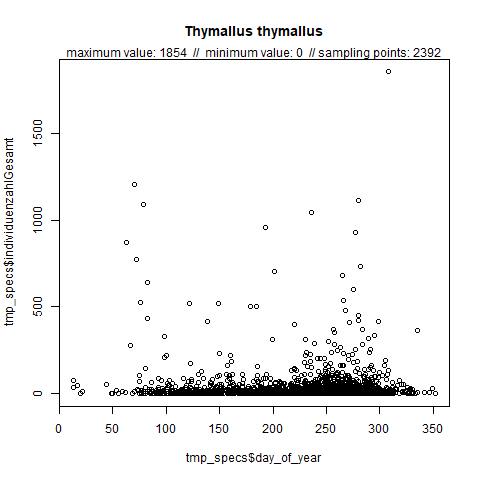 Thymallus thymallus
maximum value: 1854 // minimum value: 0 // sampling points: 2392
tmp_specs$individuenzahlGesamt
1500
1000
500
0
0 50 100 150 200 250 300 350
tmp_specs$day_of_year